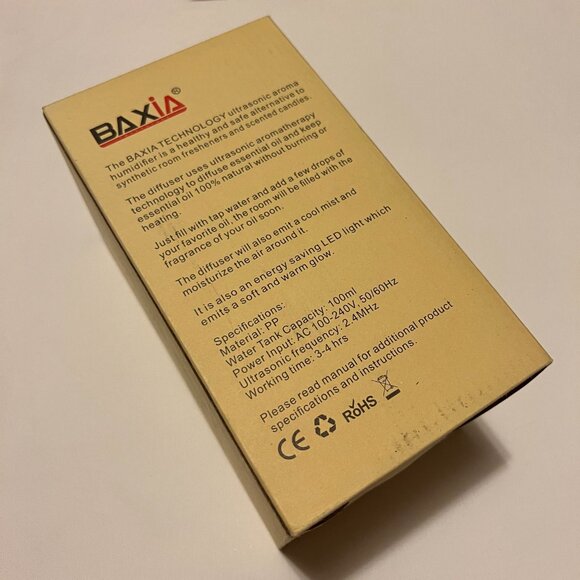 BAXiA®
The BAXIA TECHNOLOGY ultrasonic aroma
humidifier is a healthy and safe alternative to
synthetic room fresheners and scented candles.
The diffuser uses ultrasonic aromatherapy
technology to diffuse essential oil and keep
essential oil 100% natural without burning or
heating.
Just fill with tap water and add a few drops of
your favorite oil, the room will be filled with the
fragrance of your oil soon.
The diffuser will also emit a cool mist and
moisturize the air around it.
It is also an energy saving LED light which
emits a soft and warm glow.
Specifications:
Material: PP
Water Tank Capacity: 100ml
Power Input: AC 100-240V, 50/60Hz
Ultrasonic frequency: 2.4MHz
Working time: 3-4 hrs
Please read manual for additional product
specifications and instructions.
CE RoHS